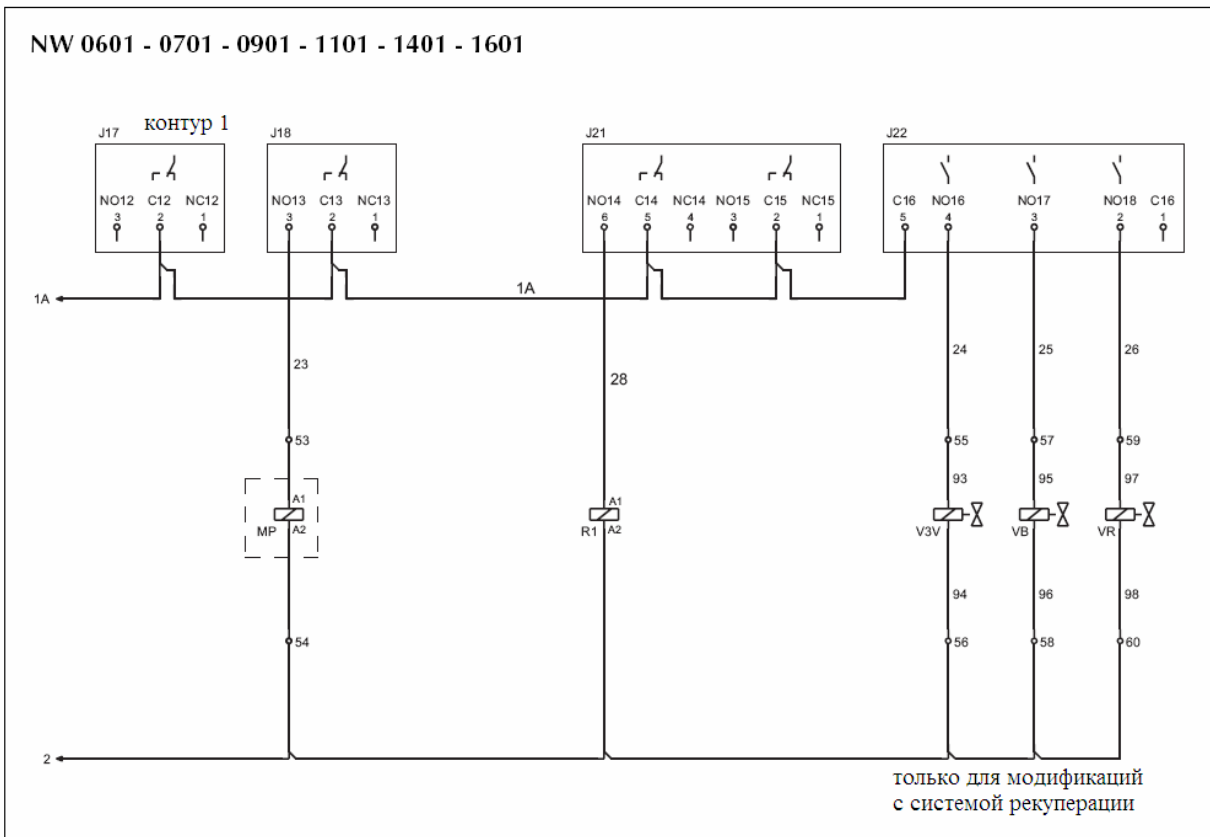 NW 0601 - 0701 - 0901 - 1101 - 1401 - 1601
контур 1
J17 J18 J21 J22
NO12 C12 NC12 NO13 C13 NC13 NO14 C14 NC14 NO15 C15 NC15 C16 NO16 NO17 NO18 C16
3 2 1 3 2 1 6 5 4 3 2 1 5 4 3 2 1
1A 1A
23 28 24 25 26
53 55 57 59
93 95 97
A1 A1
MP A2 R1 A2 V3V VB VR
94 96 98
54 56 58 60
2
только для модификаций
с системой рекуперации